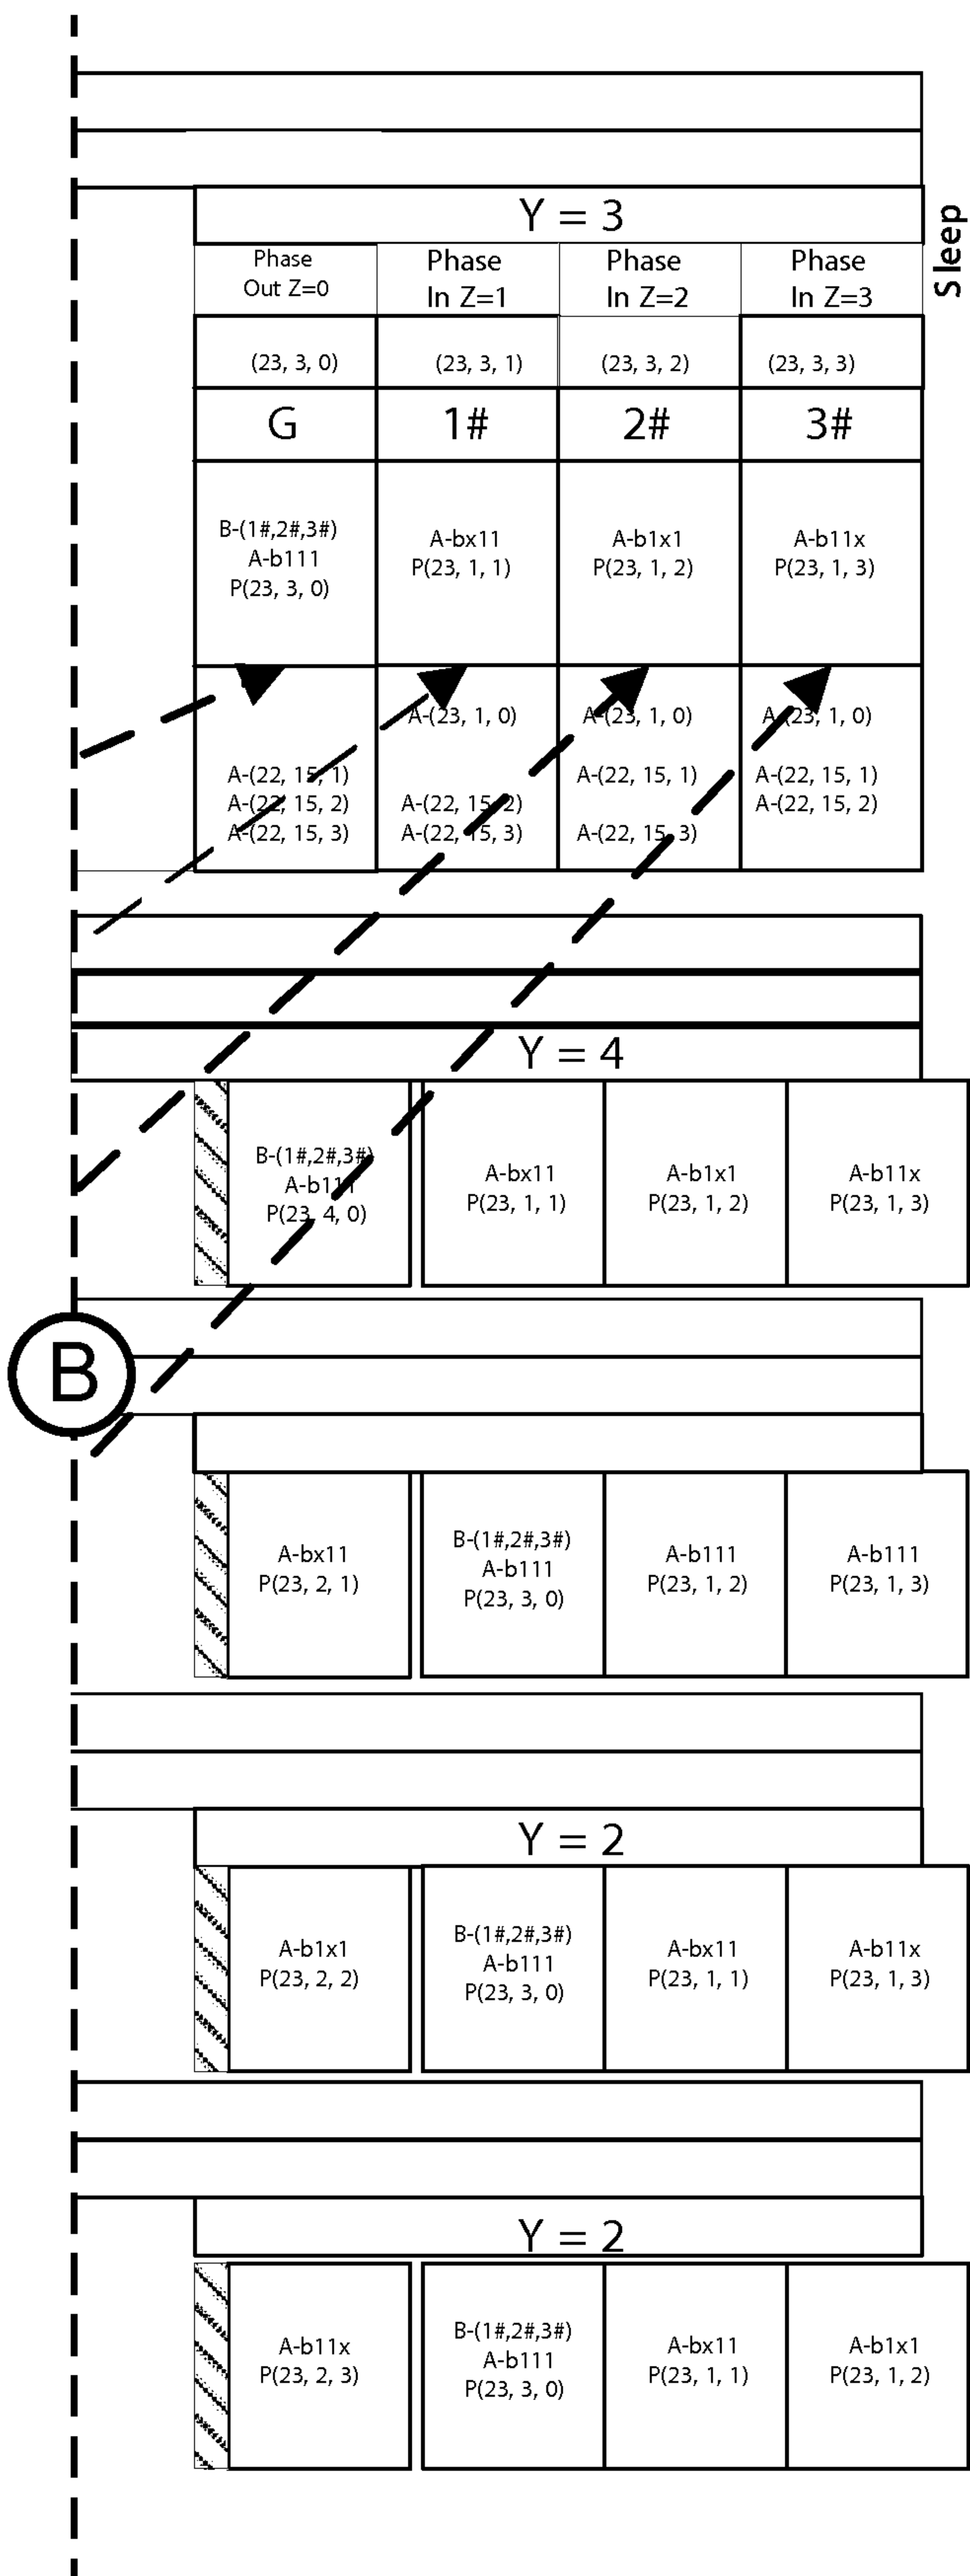 Y = 3
Sleep
Phase
Out Z=0
Phase
In Z=1
Phase
In Z=2
Phase
In Z=3
(23, 3, 0)
(23, 3, 1)
(23, 3, 2)
(23, 3, 3)
G
1#
2#
3#
B-(1#,2#,3#)
A-b111
P(23, 3, 0)
A-bx11
P(23, 1, 1)
A-b1x1
P(23, 1, 2)
A-b11x
P(23, 1, 3)
A-(22, 15, 1)
A-(22, 15, 2)
A-(22, 15, 3)
A-(23, 1, 0)
A-(22, 15, 2)
A-(22, 15, 3)
A-(23, 1, 0)
A-(22, 15, 1)
A-(22, 15, 3)
A-(23, 1, 0)
A-(22, 15, 1)
A-(22, 15, 2)
Y = 4
B-(1#,2#,3#)
A-b111
P(23, 4, 0)
A-bx11
P(23, 1, 1)
A-b1x1
P(23, 1, 2)
A-b11x
P(23, 1, 3)
B
A-bx11
P(23, 2, 1)
B-(1#,2#,3#)
A-b111
P(23, 3, 0)
A-b111
P(23, 1, 2)
A-b111
P(23, 1, 3)
Y = 2
A-b1x1
P(23, 2, 2)
B-(1#,2#,3#)
A-b111
P(23, 3, 0)
A-bx11
P(23, 1, 1)
A-b11x
P(23, 1, 3)
Y = 2
A-b11x
P(23, 2, 3)
B-(1#,2#,3#)
A-b111
P(23, 3, 0)
A-bx11
P(23, 1, 1)
A-b1x1
P(23, 1, 2)